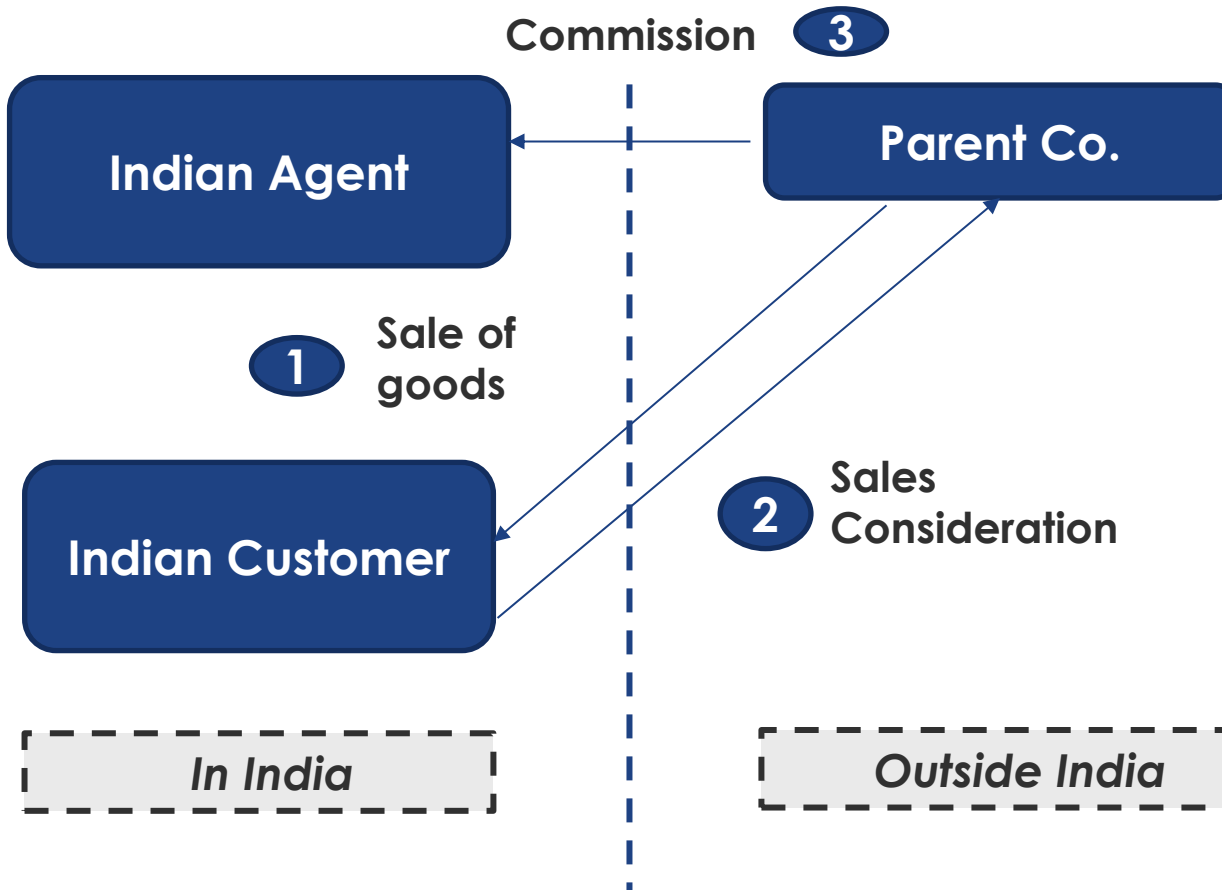 Commission 3
Indian Agent
Parent Co.
1 Sale of
goods
Indian Customer
2 Sales
Consideration
In India
Outside India